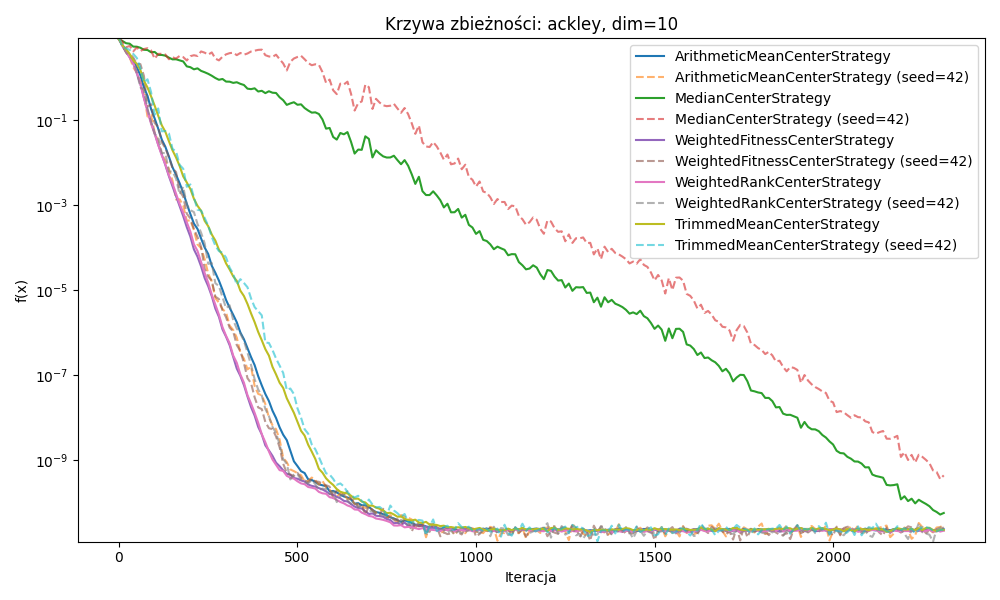 Krzywa zbieżności: ackley, dim=10
ArithmeticMeanCenterStrategy
ArithmeticMeanCenterStrategy (seed=42)
MedianCenterStrategy
MedianCenterStrategy (seed=42)
WeightedFitnessCenterStrategy
WeightedFitnessCenterStrategy (seed=42)
WeightedRankCenterStrategy
WeightedRankCenterStrategy (seed=42)
TrimmedMeanCenterStrategy
TrimmedMeanCenterStrategy (seed=42)
f(x)
10⁻¹
10⁻³
10⁻⁵
10⁻⁷
10⁻⁹
0 500 1000 1500 2000
Iteracja